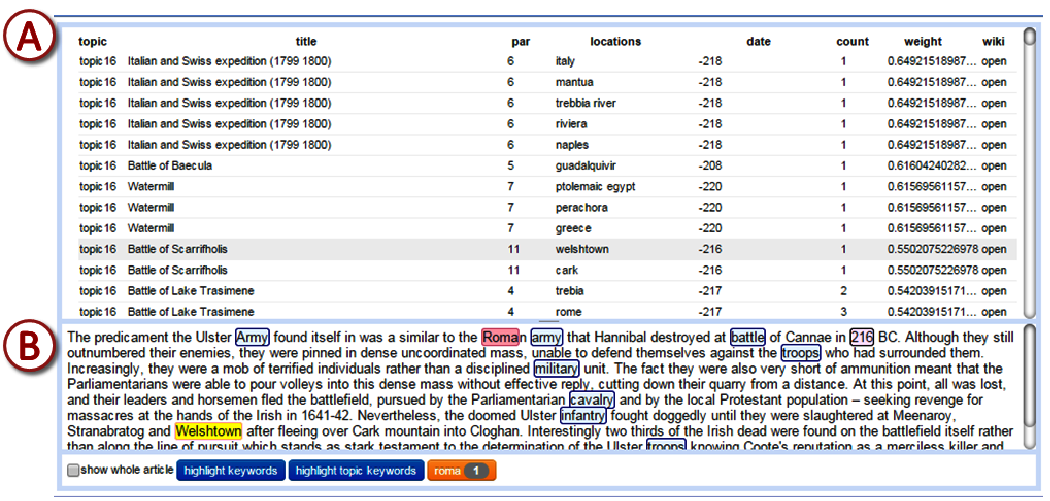 A
topic title par locations date count weight wiki
topic16 Italian and Swiss expedition (1799 1800) 6 italy -218 1 0.64921518987... open
topic16 Italian and Swiss expedition (1799 1800) 6 mantua -218 1 0.64921518987... open
topic16 Italian and Swiss expedition (1799 1800) 6 trebbia river -218 1 0.64921518987... open
topic16 Italian and Swiss expedition (1799 1800) 6 riviera -218 1 0.64921518987... open
topic16 Italian and Swiss expedition (1799 1800) 6 naples -218 1 0.64921518987... open
topic16 Battle of Baecula 5 guadalquivir -208 1 0.61604240282... open
topic16 Watermill 7 ptolemaic egypt -220 1 0.61569561157... open
topic16 Watermill 7 perachora -220 1 0.61569561157... open
topic16 Watermill 7 greece -220 1 0.61569561157... open
topic16 Battle of Scarrifholis 11 welshtown -216 1 0.5502075226978 open
topic16 Battle of Scarrifholis 11 cark -216 1 0.5502075226978 open
topic16 Battle of Lake Trasimene 4 trebia -217 2 0.54203915171... open
topic16 Battle of Lake Trasimene 4 rome -217 3 0.54203915171... open
B
The predicament the Ulster Army found itself in was a similar to the Roman army that Hannibal destroyed at battle of Cannae in 216 BC. Although they still
outnumbered their enemies, they were pinned in dense uncoordinated mass, unable to defend themselves against the troops who had surrounded them.
Increasingly, they were a mob of terrified individuals rather than a disciplined military unit. The fact they were also very short of ammunition meant that the
Parliamentarians were able to pour volleys into this dense mass without effective reply, cutting down their quarry from a distance. At this point, all was lost,
and their leaders and horsemen fled the battlefield, pursued by the Parliamentarian cavalry and by the local Protestant population – seeking revenge for
massacres at the hands of the Irish in 1641-42. Nevertheless, the doomed Ulster infantry fought doggedly until they were slaughtered at Meenaroy,
Stranabratog and Welshtown after fleeing over Cark mountain into Cloghan. Interestingly two thirds of the Irish dead were found on the battlefield itself rather
than along the line of pursuit which stands as stark testament to the determination of the Ulster troops knowing Coote's reputation as a merciless killer and
show whole article highlight keywords highlight topic keywords roma 1